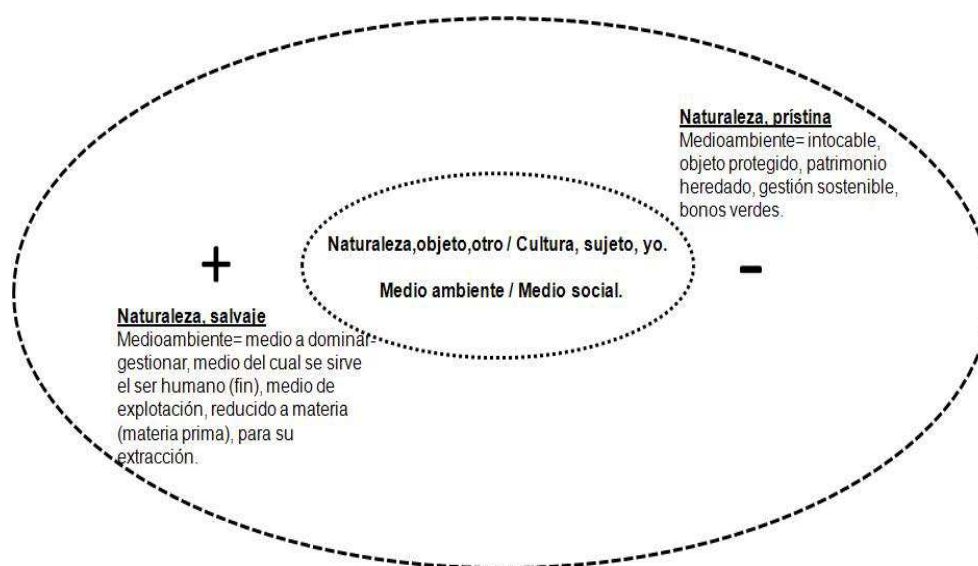 Naturaleza, prístina
Medioambiente= intocable,
objeto protegido, patrimonio
heredado, gestión sostenible,
bonos verdes.
Naturaleza,objeto,otro / Cultura, sujeto, yo.
Medio ambiente / Medio social.
+
-
Naturaleza, salvaje
Medioambiente= medio a dominar-
gestionar, medio del cual se sirve
el ser humano (fin), medio de
explotación, reducido a materia
(materia prima), para su
extracción.